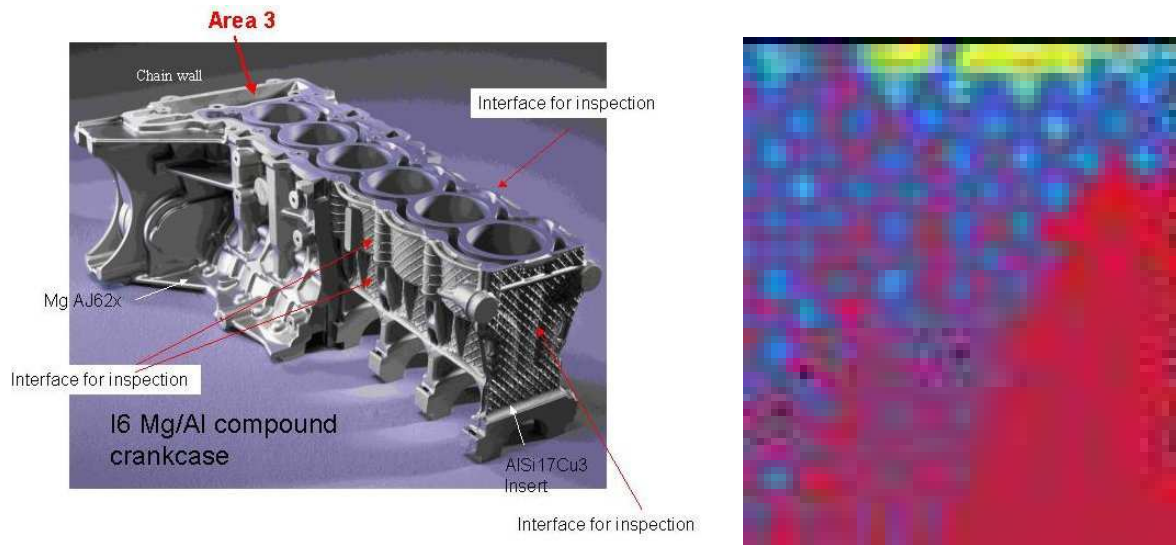 Area 3
Chain wall
Interface for inspection
Mg AJ62x
Interface for inspection
I6 Mg/Al compound
crankcase
AlSi17Cu3
Insert
Interface for inspection